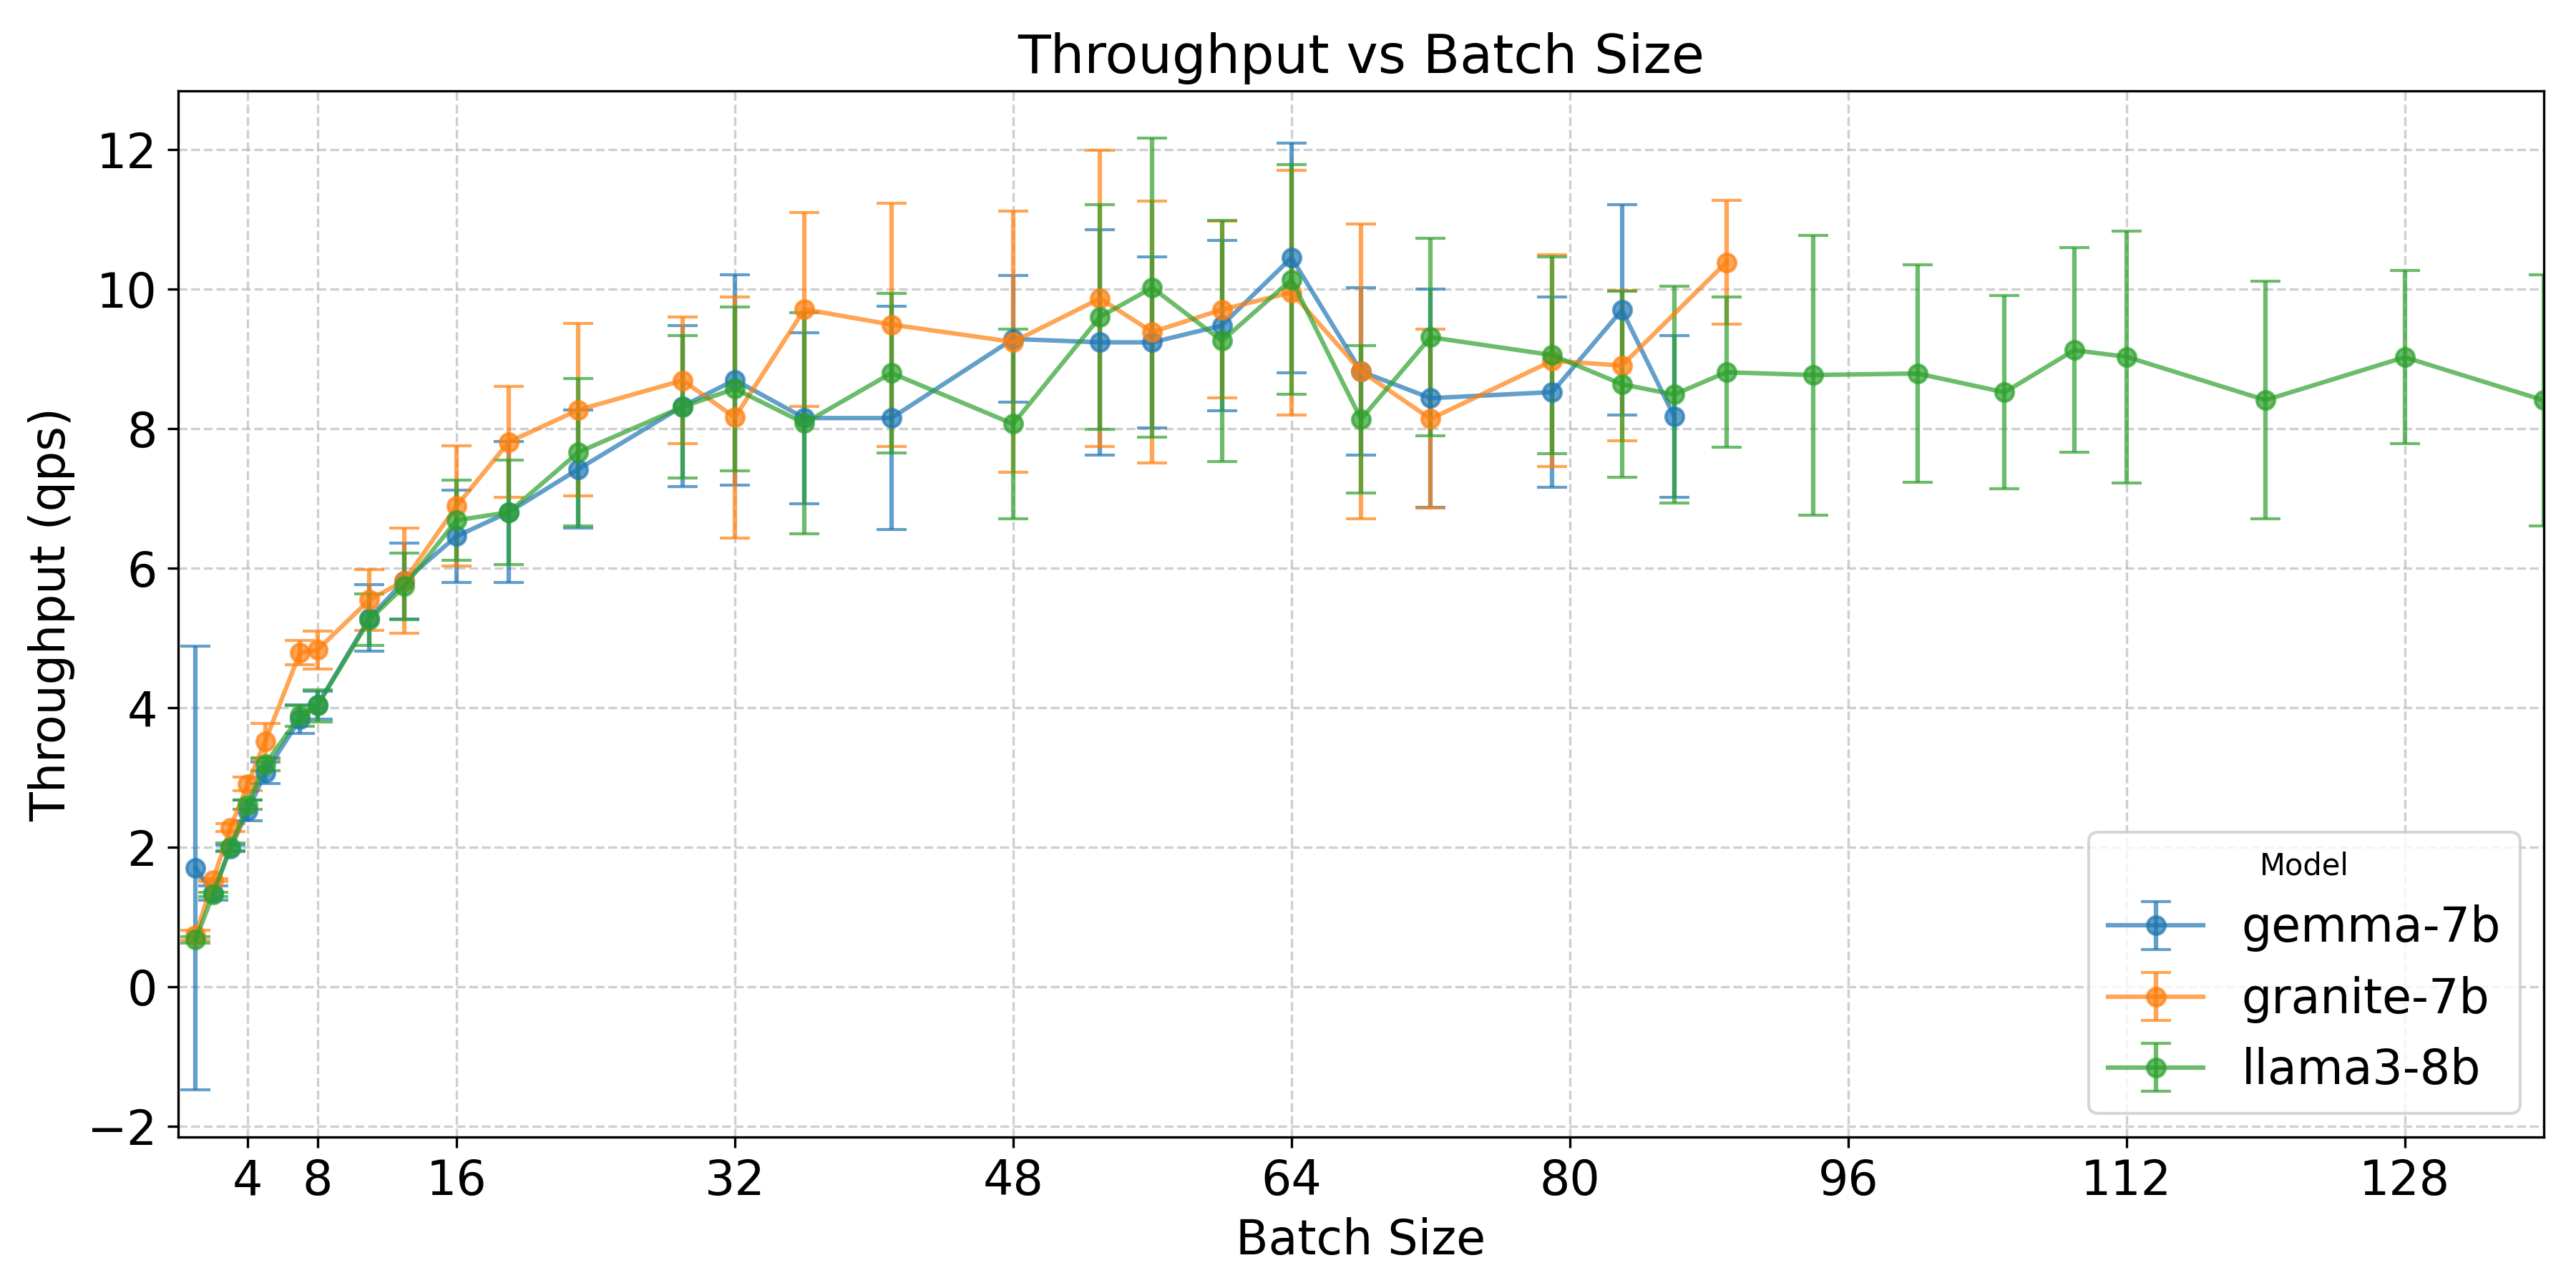 Throughput vs Batch Size
Throughput (qps)
12
10
8
6
4
2
0
−2
4 8 16 32 48 64 80 96 112 128
Batch Size
Model
gemma-7b
granite-7b
llama3-8b